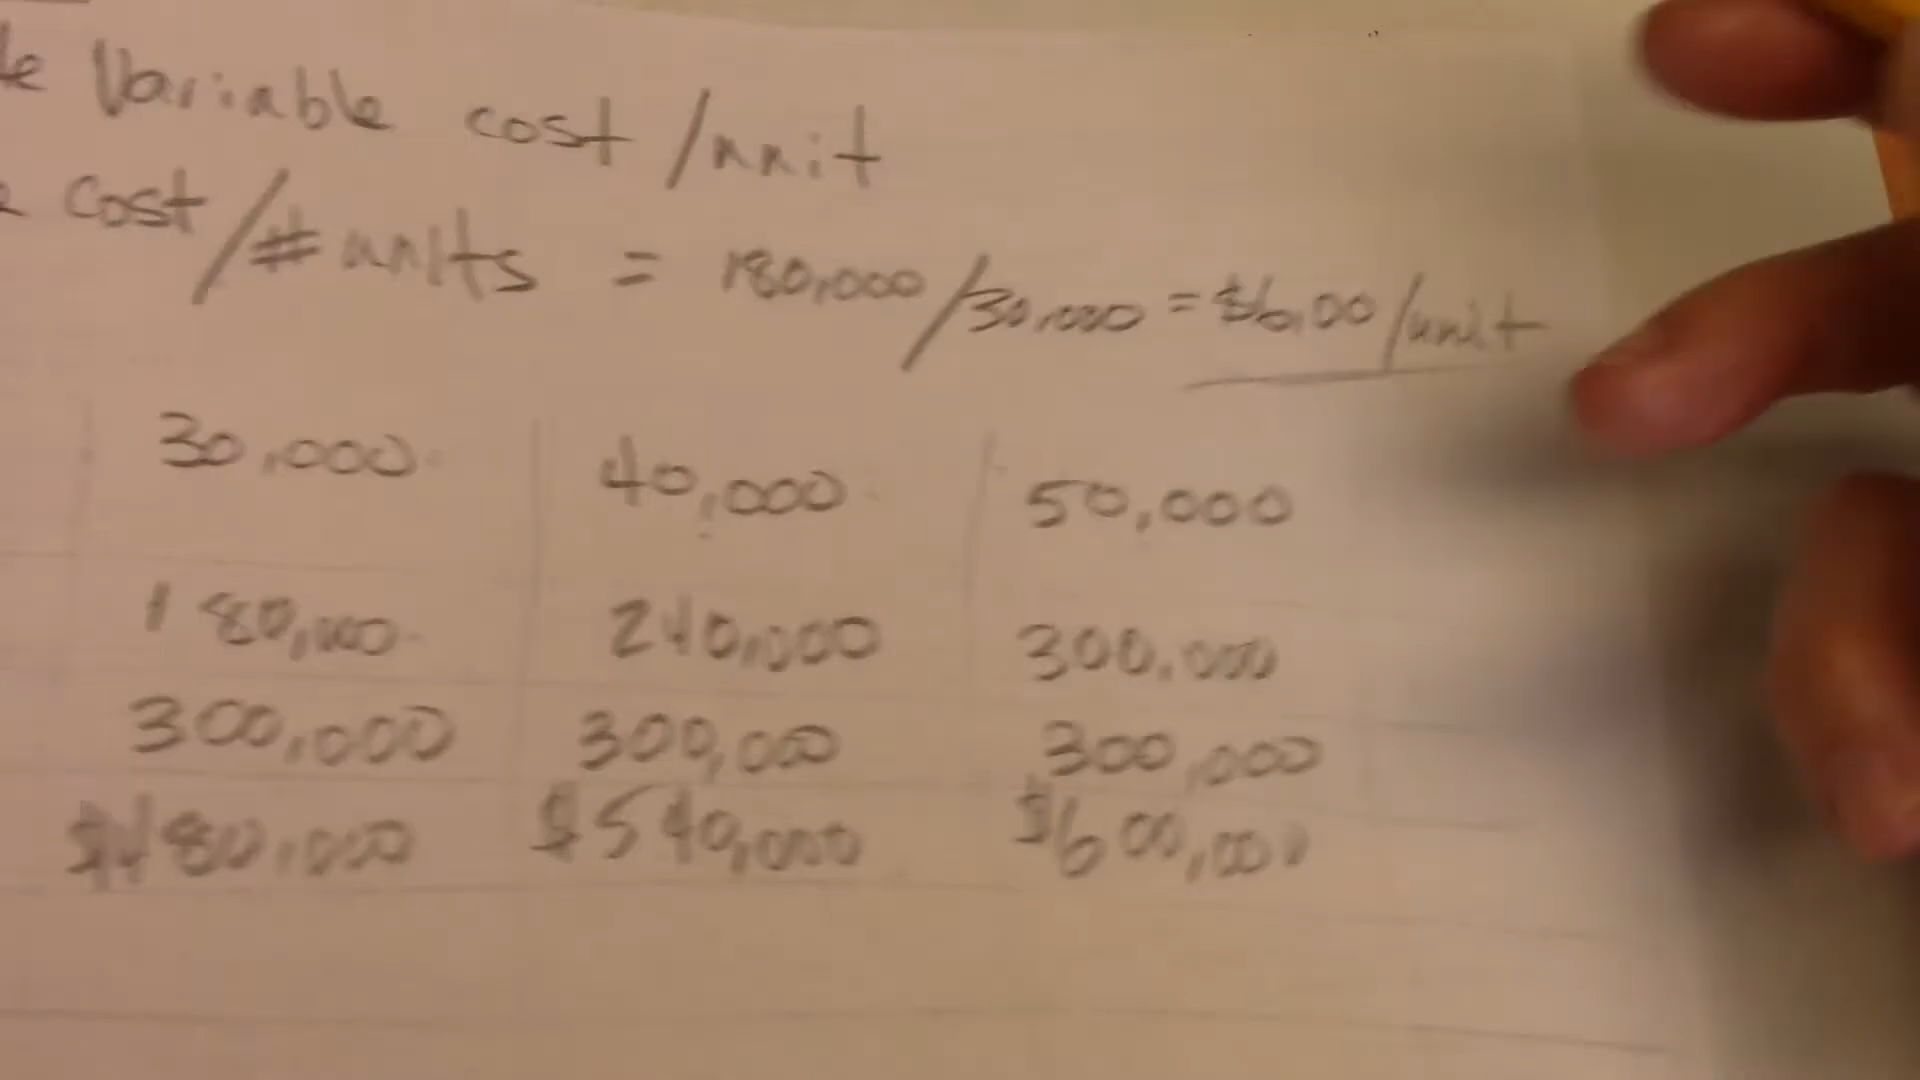 Variable cost /unit
cost /# units = 180,000 /30,000 = $6.00 /unit
30,000 40,000 50,000
180,000 240,000 300,000
300,000 300,000 300,000
$480,000 $540,000 $600,000